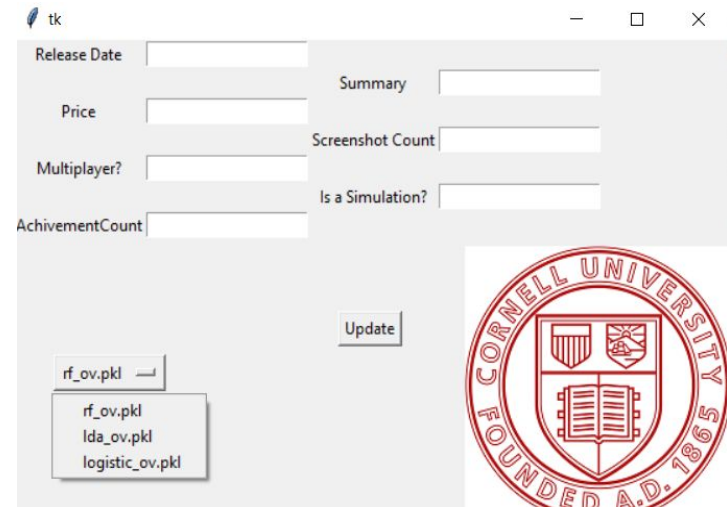 tk
Release Date
Summary
Price
Screenshot Count
Multiplayer?
Is a Simulation?
AchivementCount
Update
rf_ov.pkl
rf_ov.pkl
lda_ov.pkl
logistic_ov.pkl
CORNELL UNIVERSITY
FOUNDED A.D. 1865